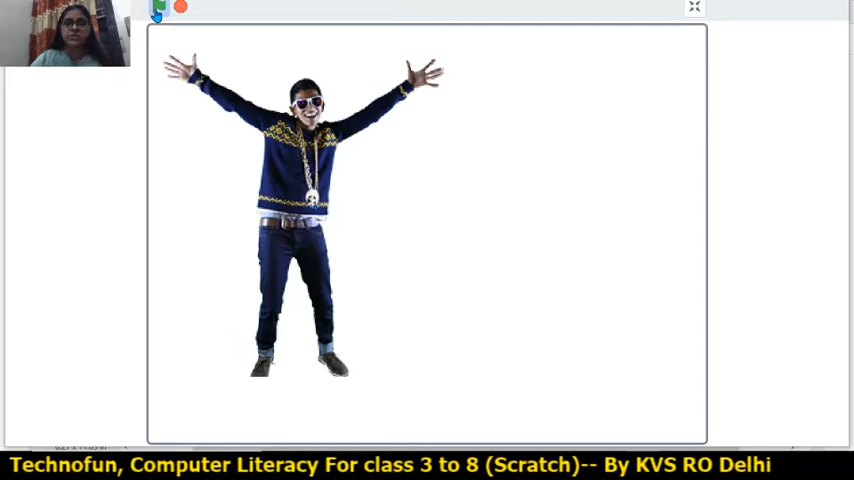 Technofun, Computer Literacy For class 3 to 8 (Scratch)-- By KVS RO Delhi